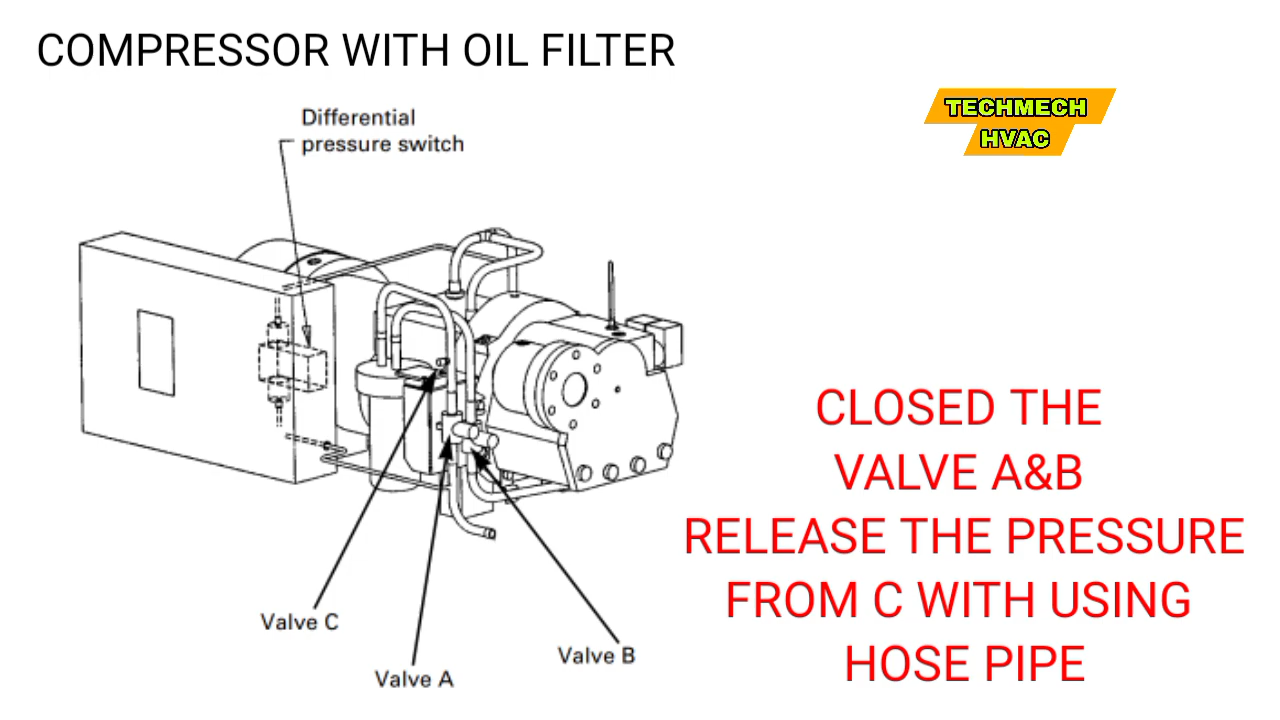 COMPRESSOR WITH OIL FILTER
Differential
pressure switch
TECHMECH
HVAC
CLOSED THE
VALVE A&B
RELEASE THE PRESSURE
FROM C WITH USING
HOSE PIPE
Valve C
Valve B
Valve A